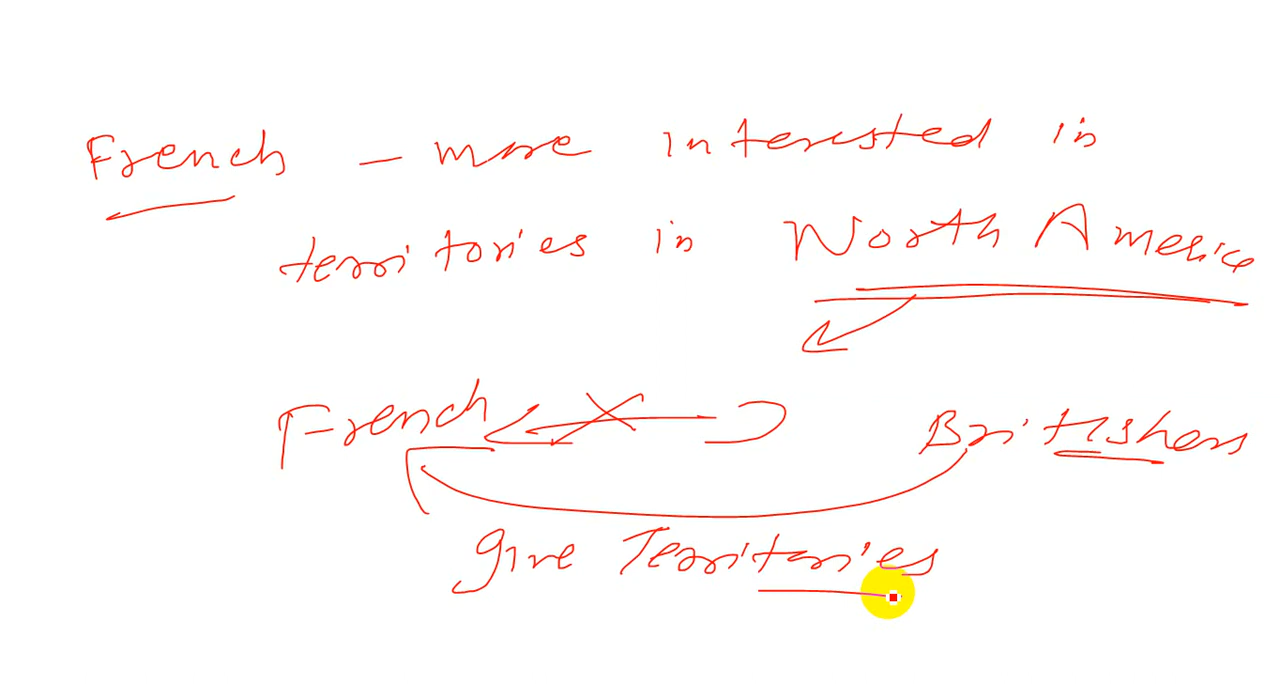 French - more interested in
territories in North America
French Britishers
give Territories